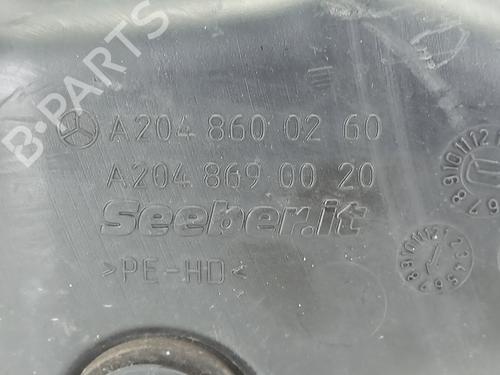 B-PARTS
A204 860 02 60
A204 869 00 20
Seeber.it
>PE-HD<